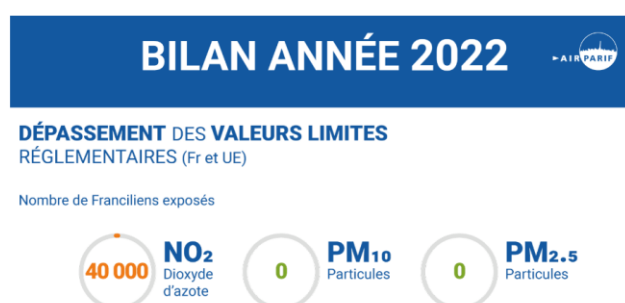 BILAN ANNÉE 2022
AIRPARIF
DÉPASSEMENT DES VALEURS LIMITES
RÉGLEMENTAIRES (Fr et UE)
Nombre de Franciliens exposés
40 000
NO₂
Dioxyde
d'azote
0
PM₁₀
Particules
0
PM₂.₅
Particules